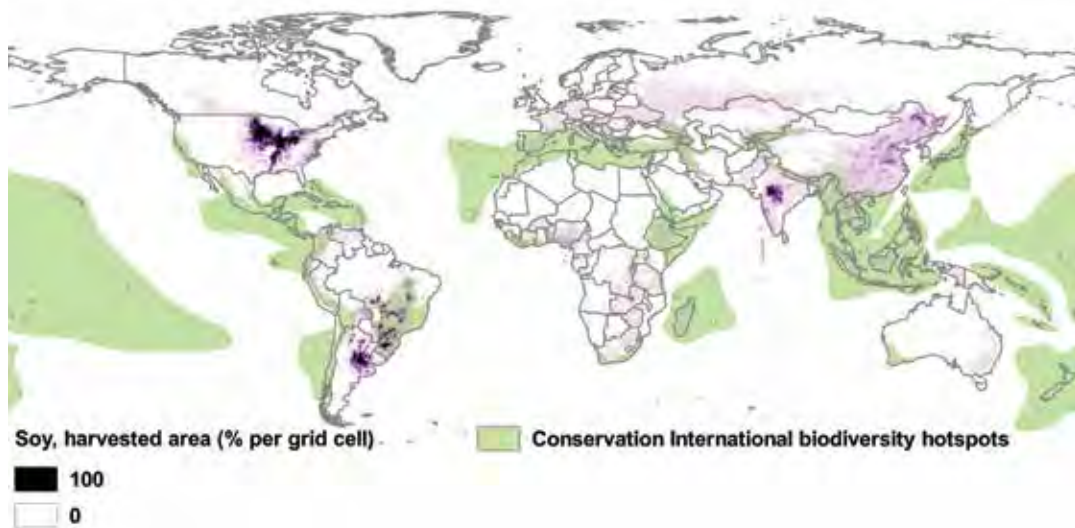 Soy, harvested area (% per grid cell)
100
0
Conservation International biodiversity hotspots